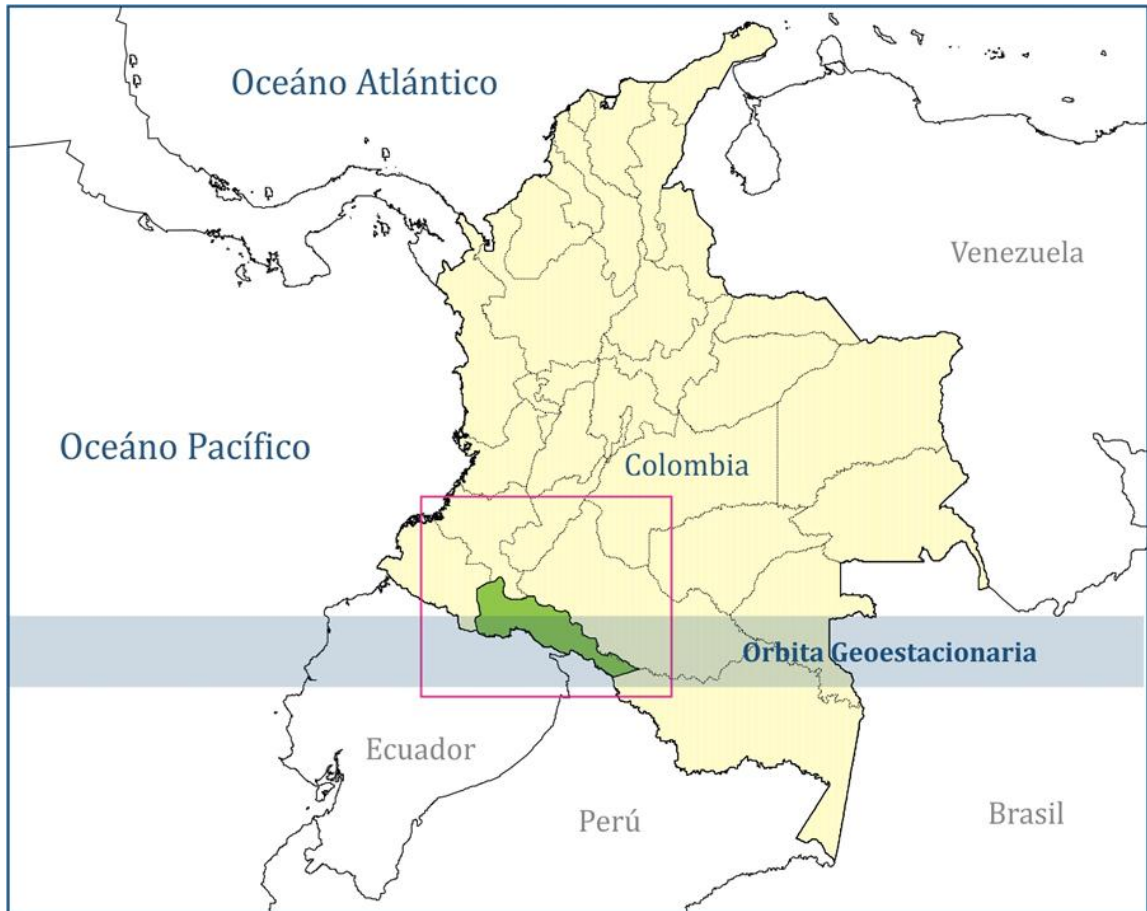 Oceáno Atlántico
Venezuela
Oceáno Pacífico
Colombia
Orbita Geoestacionaria
Ecuador
Perú
Brasil